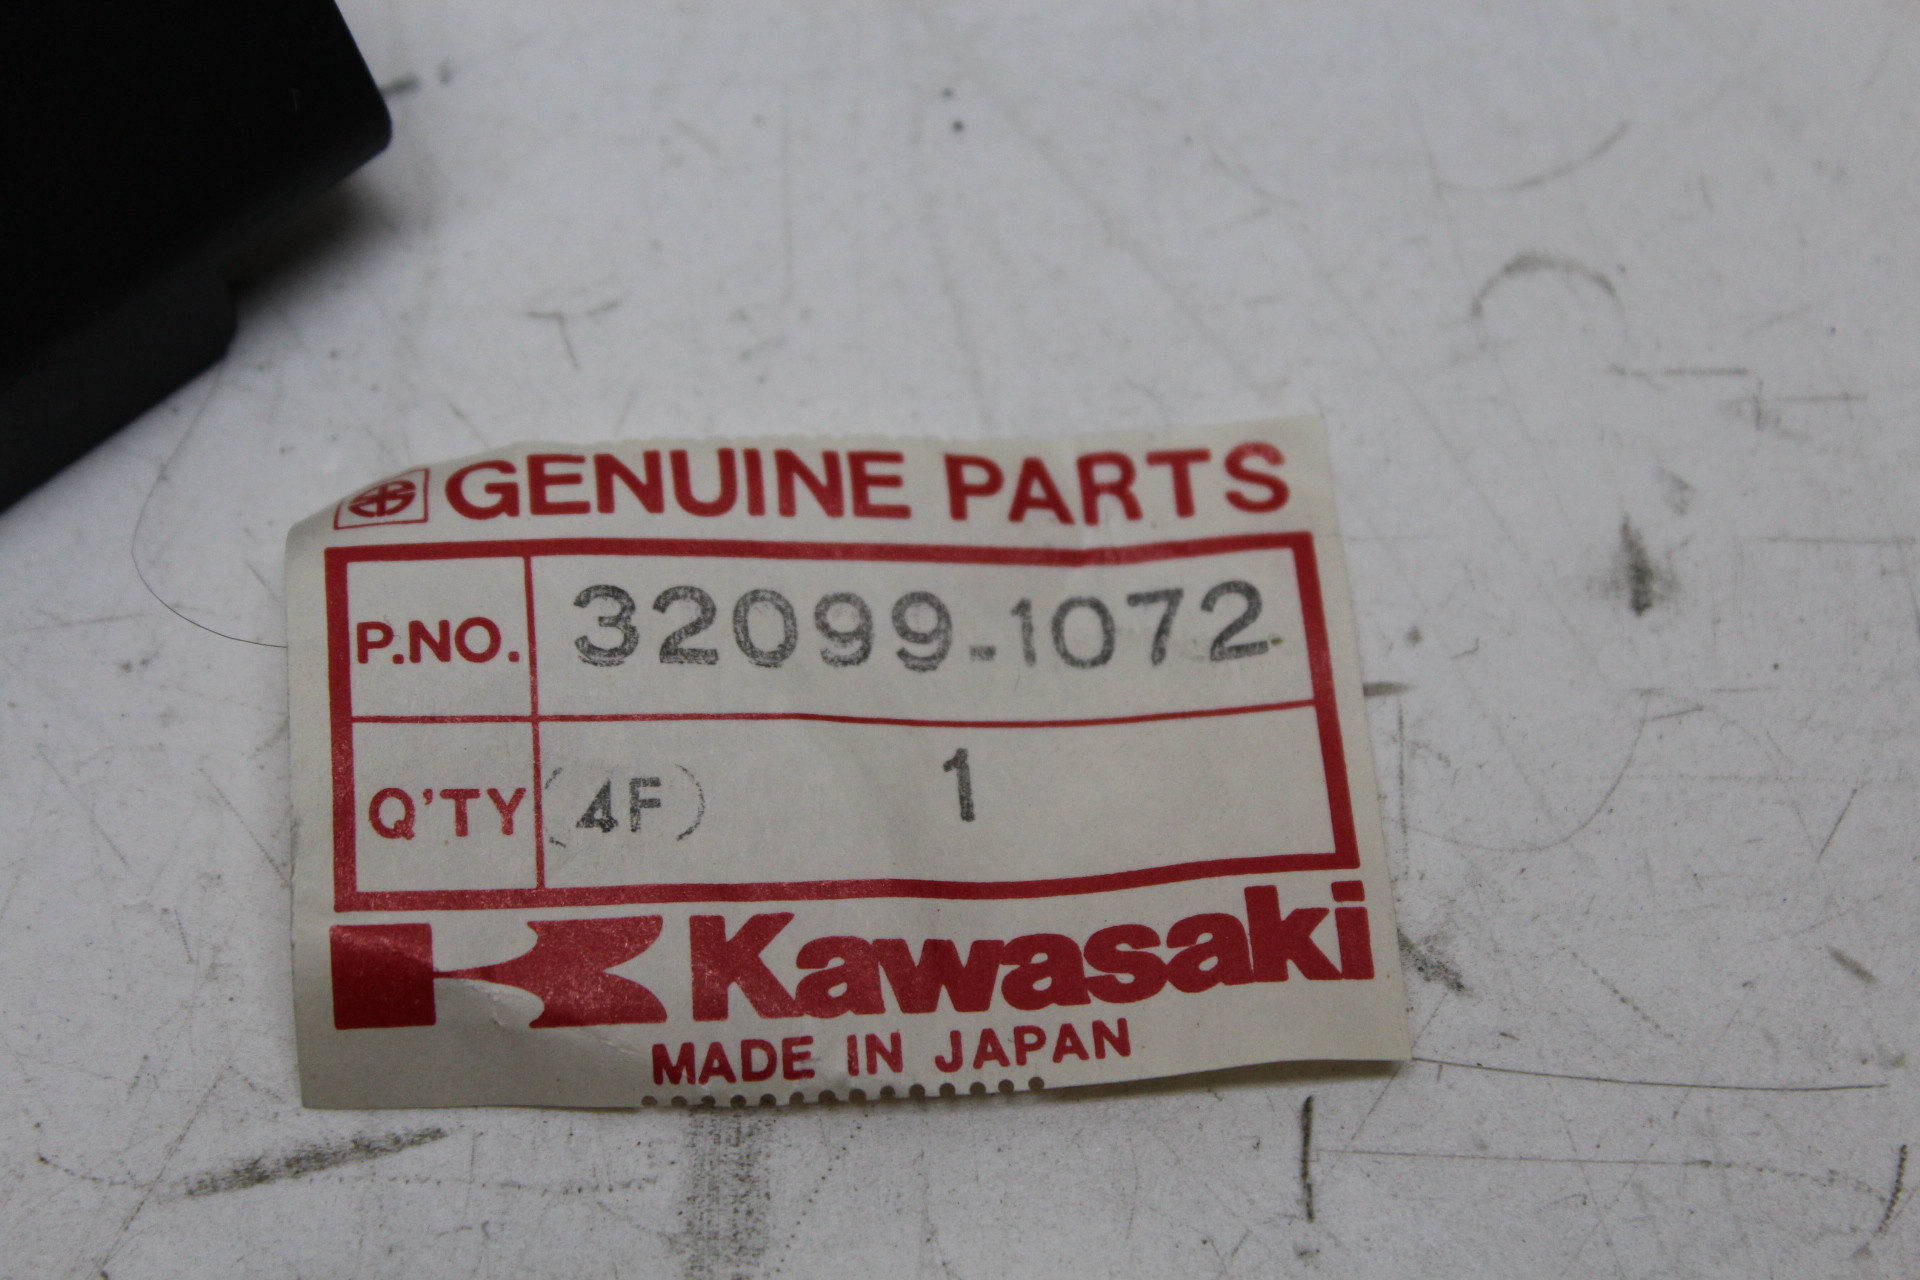 GENUINE PARTS
P.NO. 32099-1072
Q'TY (4F) 1
Kawasaki
MADE IN JAPAN